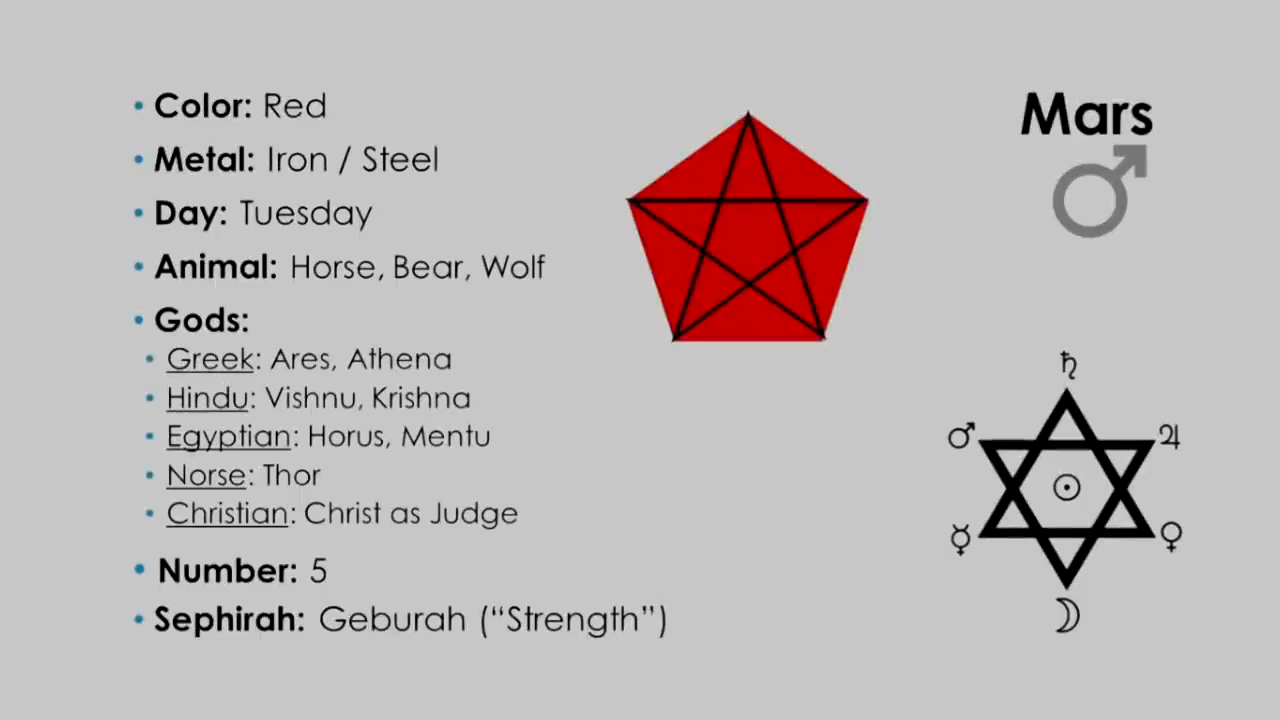 • Color: Red
• Metal: Iron / Steel
• Day: Tuesday
• Animal: Horse, Bear, Wolf
• Gods:
• Greek: Ares, Athena
• Hindu: Vishnu, Krishna
• Egyptian: Horus, Mentu
• Norse: Thor
• Christian: Christ as Judge
• Number: 5
• Sephirah: Geburah (“Strength”)
Mars
♂
♄
♂ ♃
☉
☿ ♀
☽